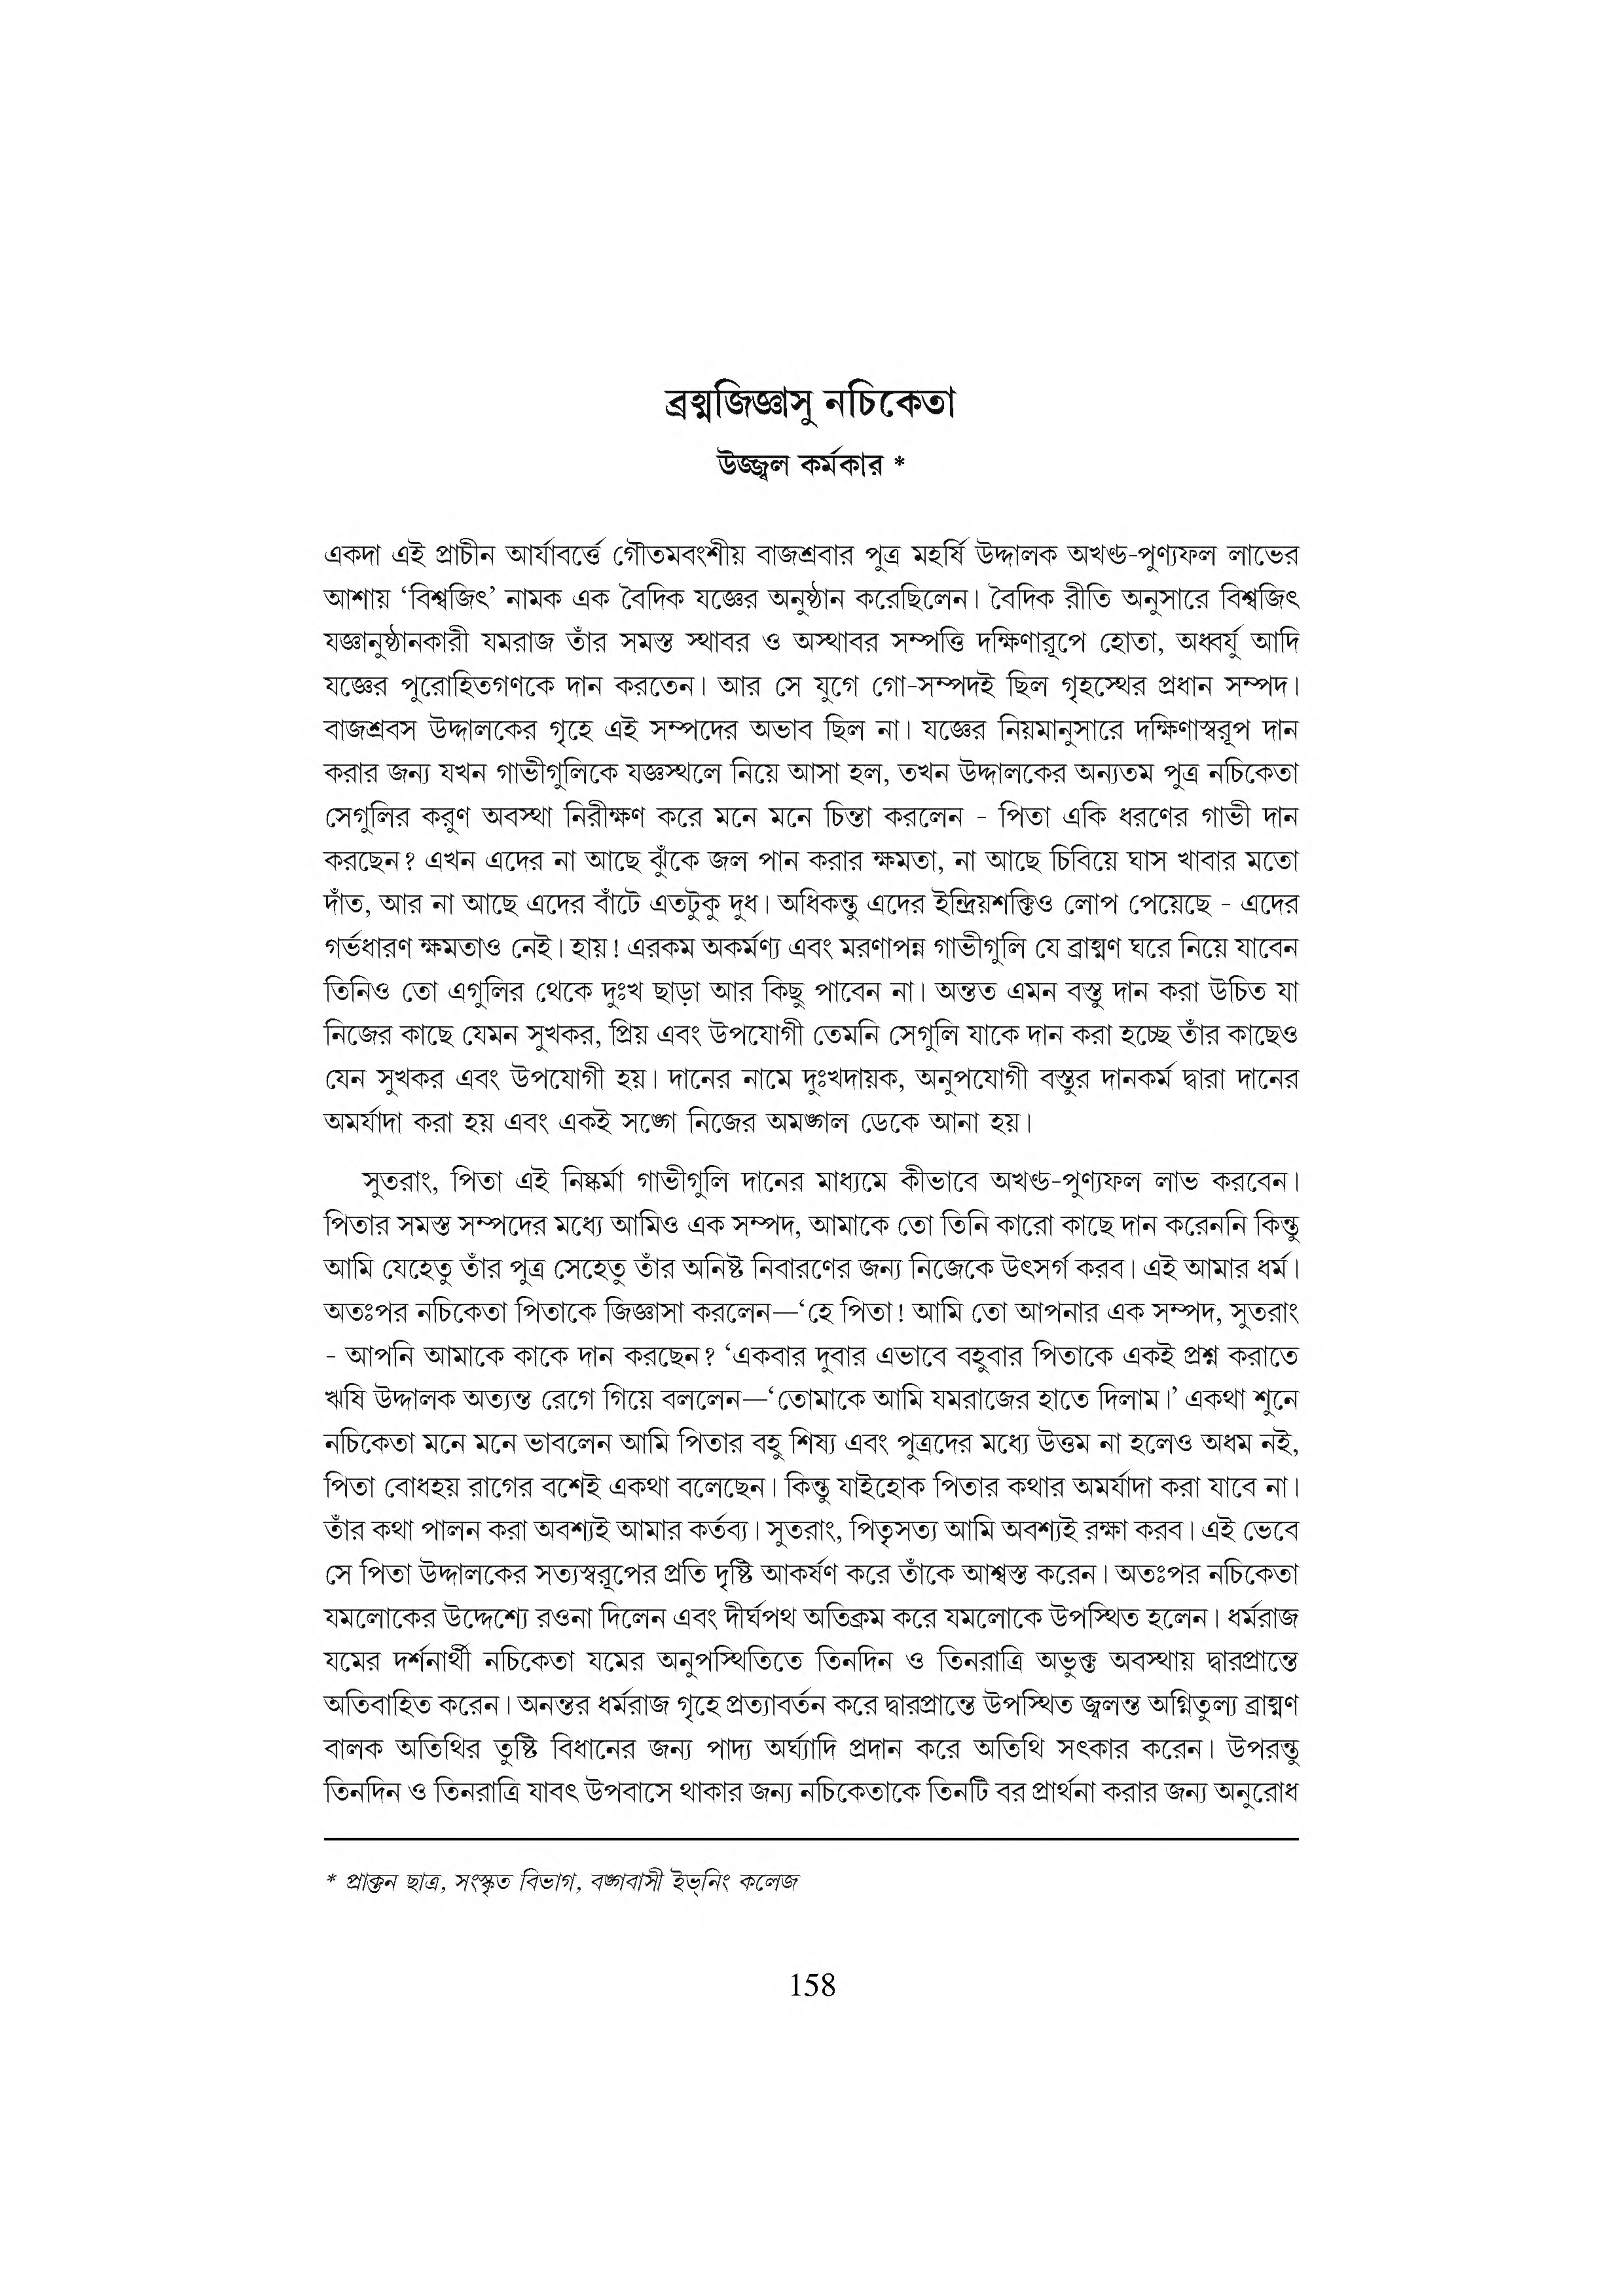 ব্রহ্মজিজ্ঞাসু নচিকেতা
উজ্জ্বল কর্মকার *
একদা এই প্রাচীন আর্যাবর্ত্তে গৌতমবংশীয় বাজশ্রবার পুত্র মহর্ষি উদ্দালক অখণ্ড-পুণ্যফল লাভের
আশায় ‘বিশ্বজিৎ’ নামক এক বৈদিক যজ্ঞের অনুষ্ঠান করেছিলেন। বৈদিক রীতি অনুসারে বিশ্বজিৎ
যজ্ঞানুষ্ঠানকারী যমরাজ তাঁর সমস্ত স্থাবর ও অস্থাবর সম্পত্তি দক্ষিণারূপে হোতা, অধ্বর্যু আদি
যজ্ঞের পুরোহিতগণকে দান করতেন। আর সে যুগে গো-সম্পদই ছিল গৃহস্থের প্রধান সম্পদ।
বাজশ্রবস উদ্দালকের গৃহে এই সম্পদের অভাব ছিল না। যজ্ঞের নিয়মানুসারে দক্ষিণাস্বরূপ দান
করার জন্য যখন গাভীগুলিকে যজ্ঞস্থলে নিয়ে আসা হল, তখন উদ্দালকের অন্যতম পুত্র নচিকেতা
সেগুলির করুণ অবস্থা নিরীক্ষণ করে মনে মনে চিন্তা করলেন - পিতা একি ধরণের গাভী দান
করছেন? এখন এদের না আছে ঝুঁকে জল পান করার ক্ষমতা, না আছে চিবিয়ে ঘাস খাবার মতো
দাঁত, আর না আছে এদের বাঁটে এতটুকু দুধ। অধিকন্তু এদের ইন্দ্রিয়শক্তিও লোপ পেয়েছে - এদের
গর্ভধারণ ক্ষমতাও নেই। হায়! এরকম অকর্মণ্য এবং মরণাপন্ন গাভীগুলি যে ব্রাহ্মণ ঘরে নিয়ে যাবেন
তিনিও তো এগুলির থেকে দুঃখ ছাড়া আর কিছু পাবেন না। অন্তত এমন বস্তু দান করা উচিত যা
নিজের কাছে যেমন সুখকর, প্রিয় এবং উপযোগী তেমনি সেগুলি যাকে দান করা হচ্ছে তাঁর কাছেও
যেন সুখকর এবং উপযোগী হয়। দানের নামে দুঃখদায়ক, অনুপযোগী বস্তুর দানকর্ম দ্বারা দানের
অমর্যাদা করা হয় এবং একই সঙ্গে নিজের অমঙ্গল ডেকে আনা হয়।
সুতরাং, পিতা এই নিষ্কর্মা গাভীগুলি দানের মাধ্যমে কীভাবে অখণ্ড-পুণ্যফল লাভ করবেন।
পিতার সমস্ত সম্পদের মধ্যে আমিও এক সম্পদ, আমাকে তো তিনি কারো কাছে দান করেননি কিন্তু
আমি যেহেতু তাঁর পুত্র সেহেতু তাঁর অনিষ্ট নিবারণের জন্য নিজেকে উৎসর্গ করব। এই আমার ধর্ম।
অতঃপর নচিকেতা পিতাকে জিজ্ঞাসা করলেন—‘হে পিতা! আমি তো আপনার এক সম্পদ, সুতরাং
- আপনি আমাকে কাকে দান করছেন? ‘একবার দুবার এভাবে বহুবার পিতাকে একই প্রশ্ন করাতে
ঋষি উদ্দালক অত্যন্ত রেগে গিয়ে বললেন—‘তোমাকে আমি যমরাজের হাতে দিলাম।’ একথা শুনে
নচিকেতা মনে মনে ভাবলেন আমি পিতার বহু শিষ্য এবং পুত্রদের মধ্যে উত্তম না হলেও অধম নই,
পিতা বোধহয় রাগের বশেই একথা বলেছেন। কিন্তু যাইহোক পিতার কথার অমর্যাদা করা যাবে না।
তাঁর কথা পালন করা অবশ্যই আমার কর্তব্য। সুতরাং, পিতৃসত্য আমি অবশ্যই রক্ষা করব। এই ভেবে
সে পিতা উদ্দালকের সত্যস্বরূপের প্রতি দৃষ্টি আকর্ষণ করে তাঁকে আশ্বস্ত করেন। অতঃপর নচিকেতা
যমলোকের উদ্দেশ্যে রওনা দিলেন এবং দীর্ঘপথ অতিক্রম করে যমলোকে উপস্থিত হলেন। ধর্মরাজ
যমের দর্শনার্থী নচিকেতা যমের অনুপস্থিতিতে তিনদিন ও তিনরাত্রি অভুক্ত অবস্থায় দ্বারপ্রান্তে
অতিবাহিত করেন। অনন্তর ধর্মরাজ গৃহে প্রত্যাবর্তন করে দ্বারপ্রান্তে উপস্থিত জ্বলন্ত অগ্নিতুল্য ব্রাহ্মণ
বালক অতিথির তুষ্টি বিধানের জন্য পাদ্য অর্ঘ্যাদি প্রদান করে অতিথি সৎকার করেন। উপরন্তু
তিনদিন ও তিনরাত্রি যাবৎ উপবাসে থাকার জন্য নচিকেতাকে তিনটি বর প্রার্থনা করার জন্য অনুরোধ
* প্রাক্তন ছাত্র, সংস্কৃত বিভাগ, বঙ্গবাসী ইভ্‌নিং কলেজ
158